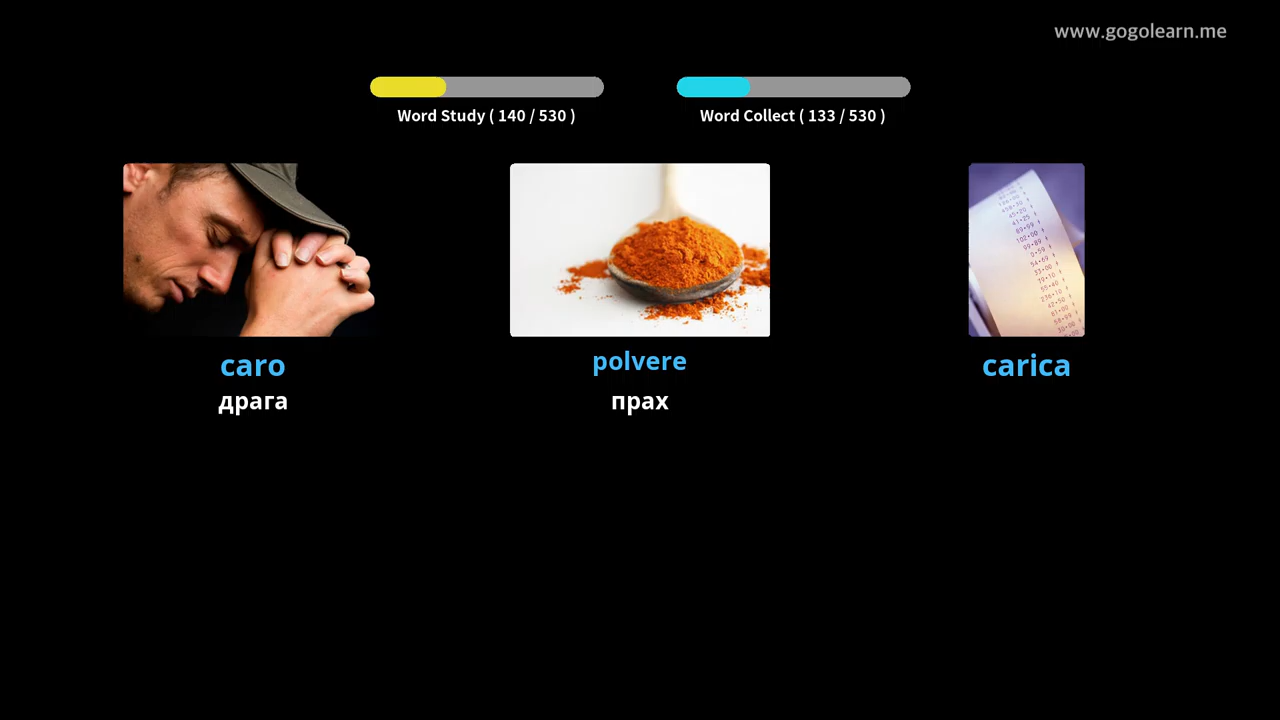 www.gogolearn.me
Word Study ( 140 / 530 )
Word Collect ( 133 / 530 )
caro
polvere
carica
драга
прах